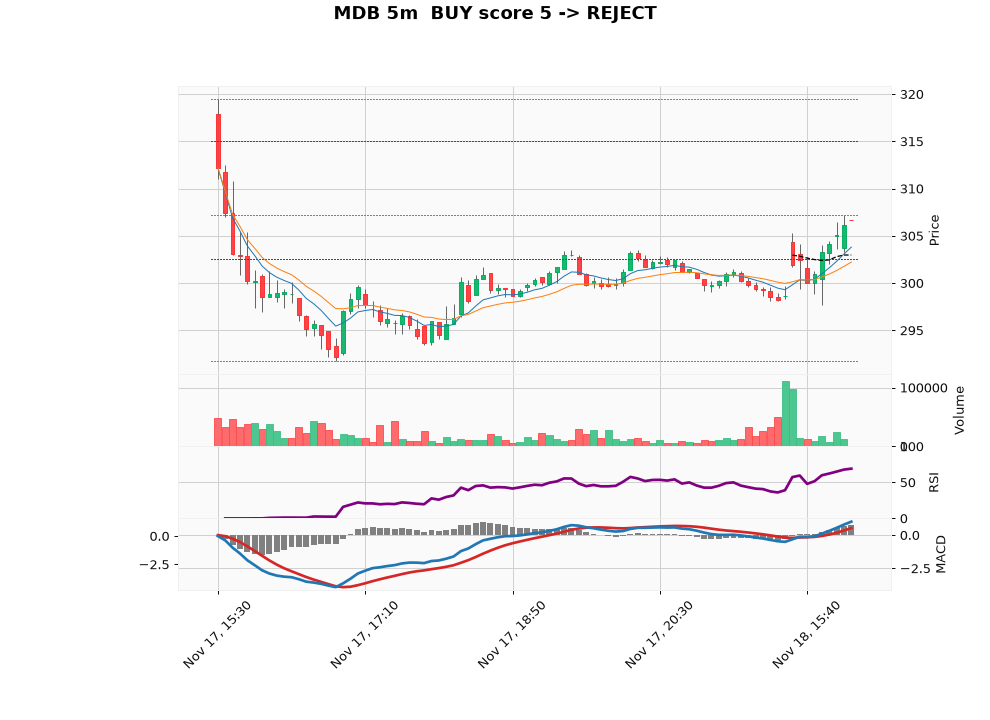 MDB 5m  BUY score 5 -> REJECT
320
315
310
305
300
295
Price
100000
0
Volume
100
50
0
RSI
0.0
−2.5
0.0
−2.5
MACD
Nov 17, 15:30
Nov 17, 17:10
Nov 17, 18:50
Nov 17, 20:30
Nov 18, 15:40